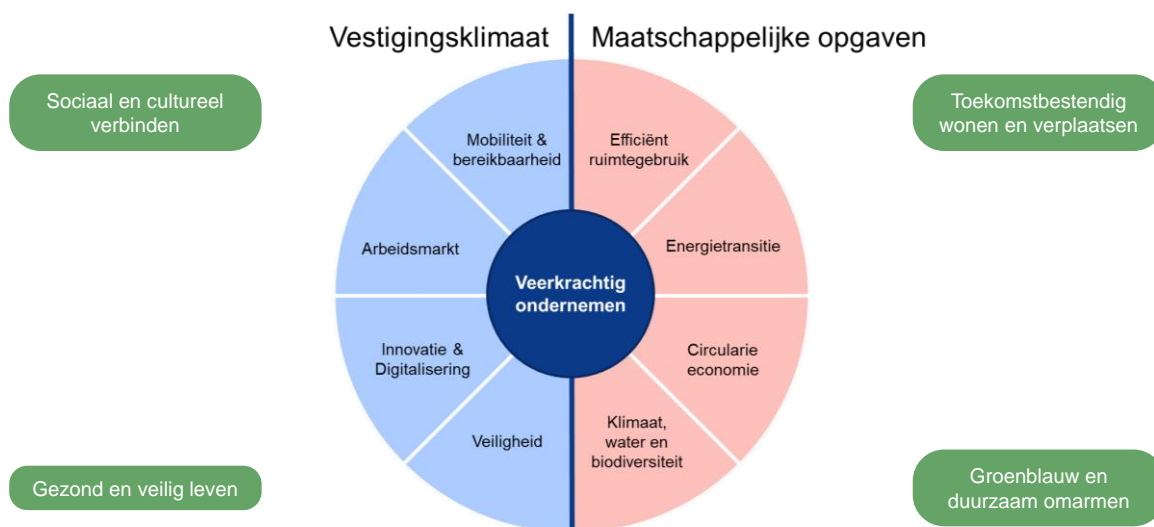 Vestigingsklimaat
Maatschappelijke opgaven
Sociaal en cultureel
verbinden
Toekomstbestendig
wonen en verplaatsen
Mobiliteit &
bereikbaarheid
Efficiënt
ruimtegebruik
Arbeidsmarkt
Energietransitie
Veerkrachtig
ondernemen
Innovatie &
Digitalisering
Circularie
economie
Veiligheid
Klimaat,
water en
biodiversiteit
Gezond en veilig leven
Groenblauw en
duurzaam omarmen